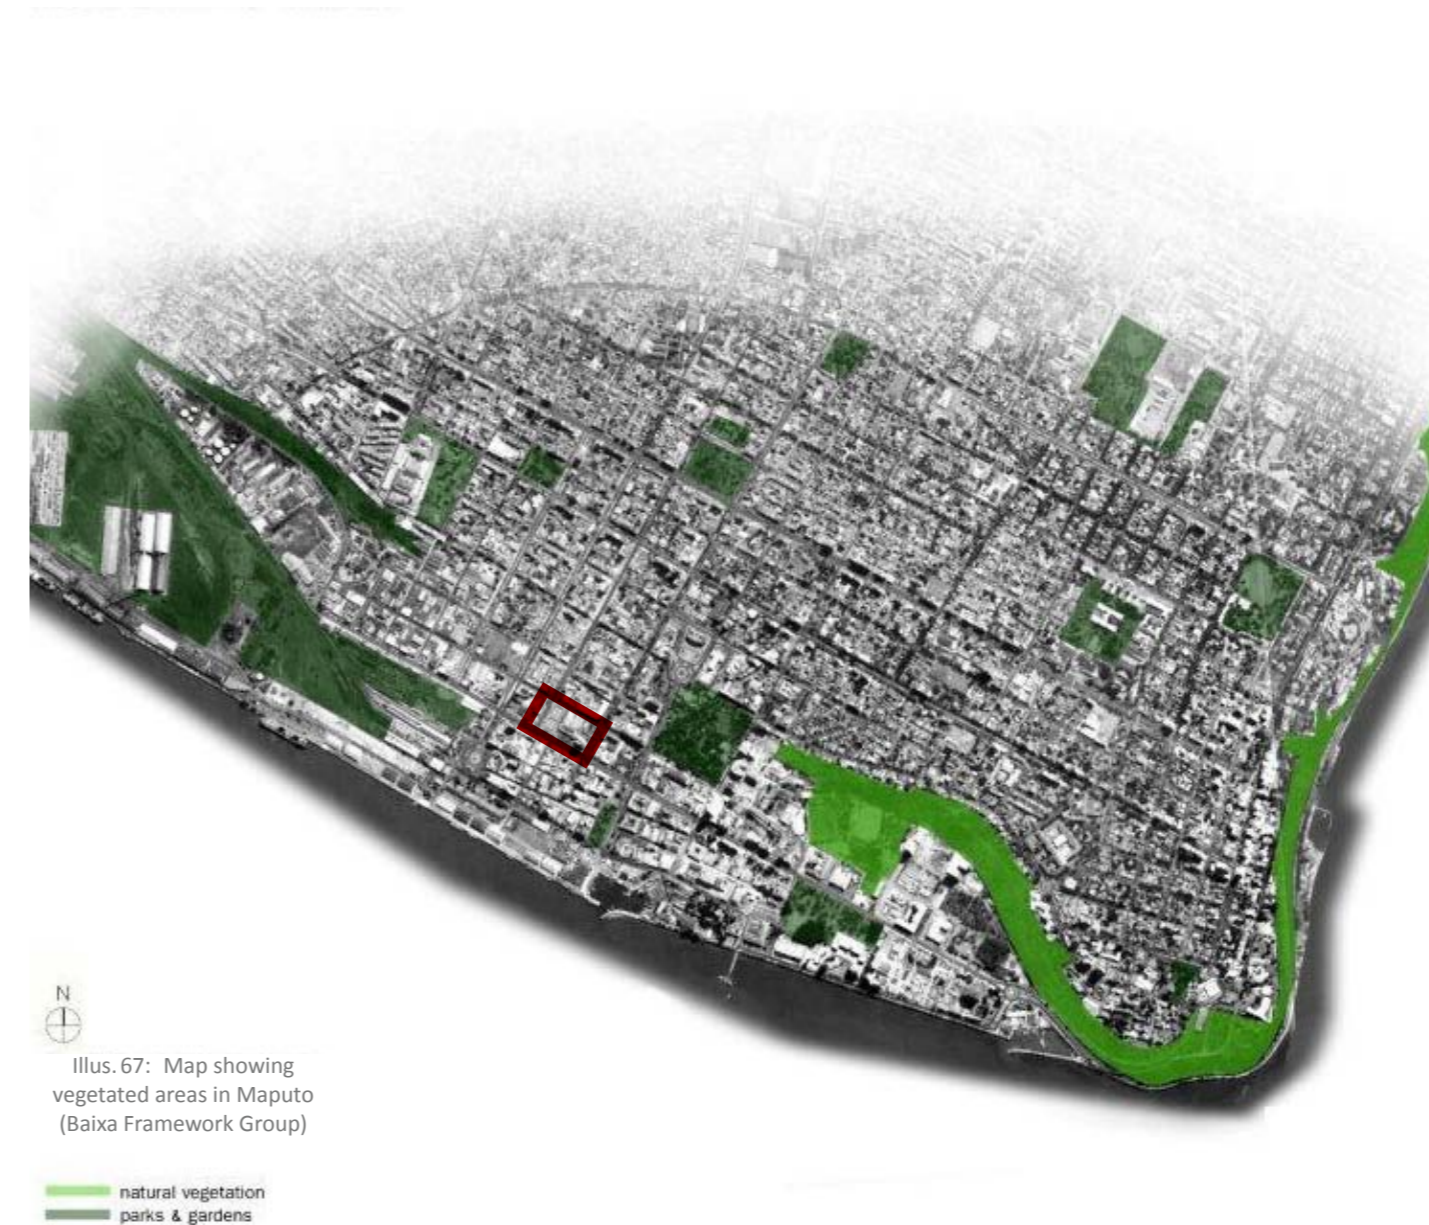 N
Illus. 67: Map showing
vegetated areas in Maputo
(Baixa Framework Group)
natural vegetation
parks & gardens